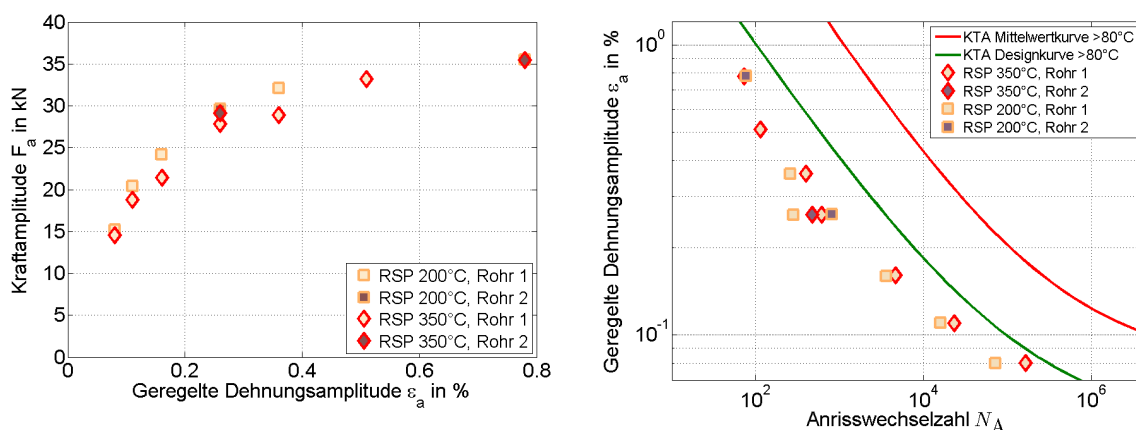 40
35
30
25
20
15
10
5
0
Kraftamplitude F_a in kN
0
0.2
0.4
0.6
0.8
Geregelte Dehnungsamplitude ε_a in %
RSP 200°C, Rohr 1
RSP 200°C, Rohr 2
RSP 350°C, Rohr 1
RSP 350°C, Rohr 2
Geregelte Dehnungsamplitude ε_a in %
10^0
10^-1
KTA Mittelwertkurve >80°C
KTA Designkurve >80°C
RSP 350°C, Rohr 1
RSP 350°C, Rohr 2
RSP 200°C, Rohr 1
RSP 200°C, Rohr 2
10^2
10^4
10^6
Anrisswechselzahl N_A